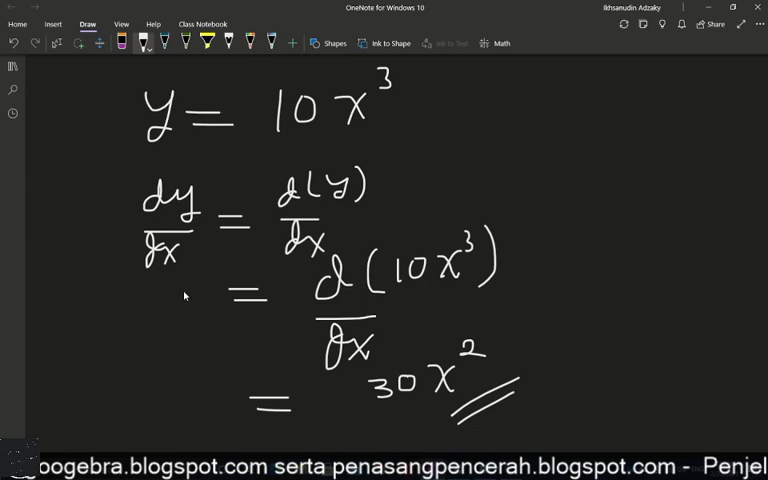 OneNote for Windows 10
Ikhsanudin Adzaky
Home Insert Draw View Help Class Notebook
Share
Shapes Ink to Shape Ink to Text Math
y = 10x³
dy/dx = d(y)/dx
= d(10x³)/dx
= 30x²
oogebra.blogspot.com serta penasangpencerah.blogspot.com - Penjel